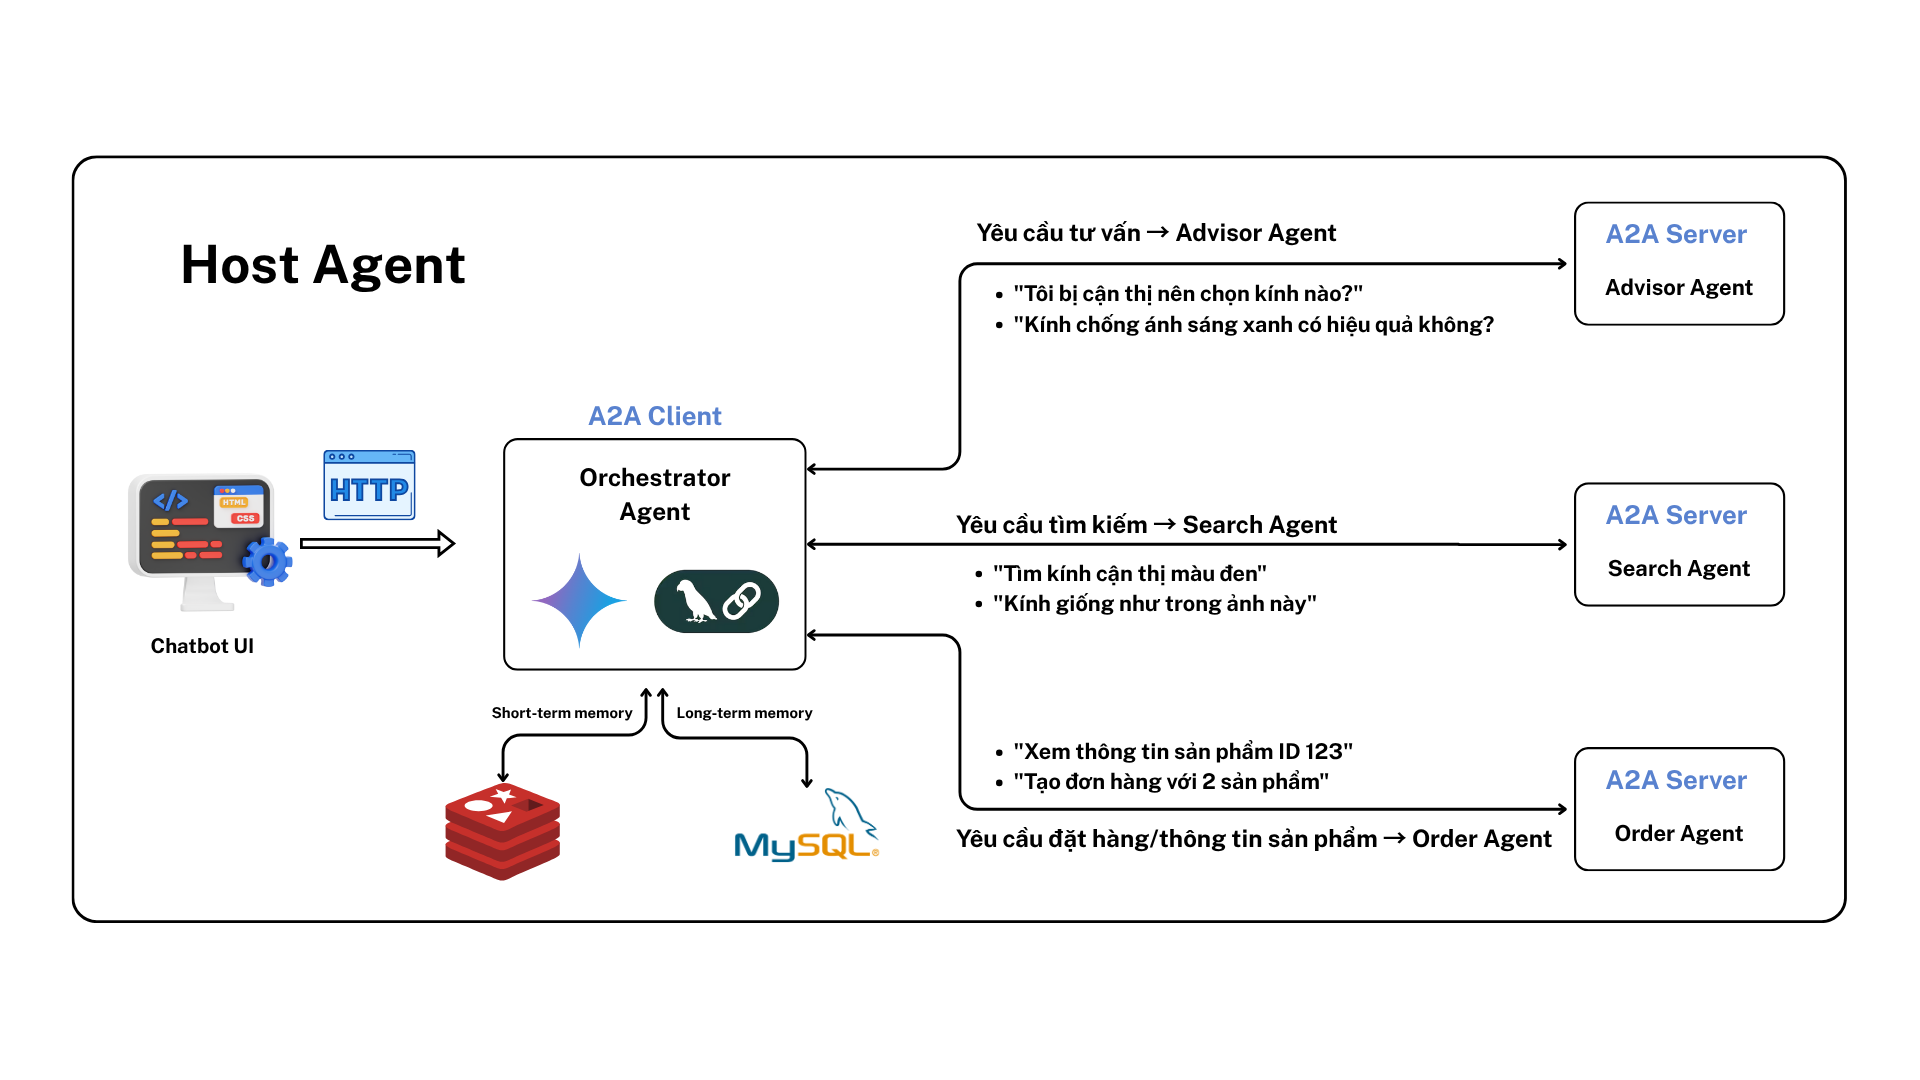 Host Agent
Yêu cầu tư vấn → Advisor Agent
• "Tôi bị cận thị nên chọn kính nào?"
• "Kính chống ánh sáng xanh có hiệu quả không?
A2A Server
Advisor Agent
A2A Client
Orchestrator
Agent
HTTP
</>
HTML
CSS
Chatbot UI
Yêu cầu tìm kiếm → Search Agent
• "Tìm kính cận thị màu đen"
• "Kính giống như trong ảnh này"
A2A Server
Search Agent
Short-term memory
Long-term memory
MySQL®
• "Xem thông tin sản phẩm ID 123"
• "Tạo đơn hàng với 2 sản phẩm"
Yêu cầu đặt hàng/thông tin sản phẩm → Order Agent
A2A Server
Order Agent